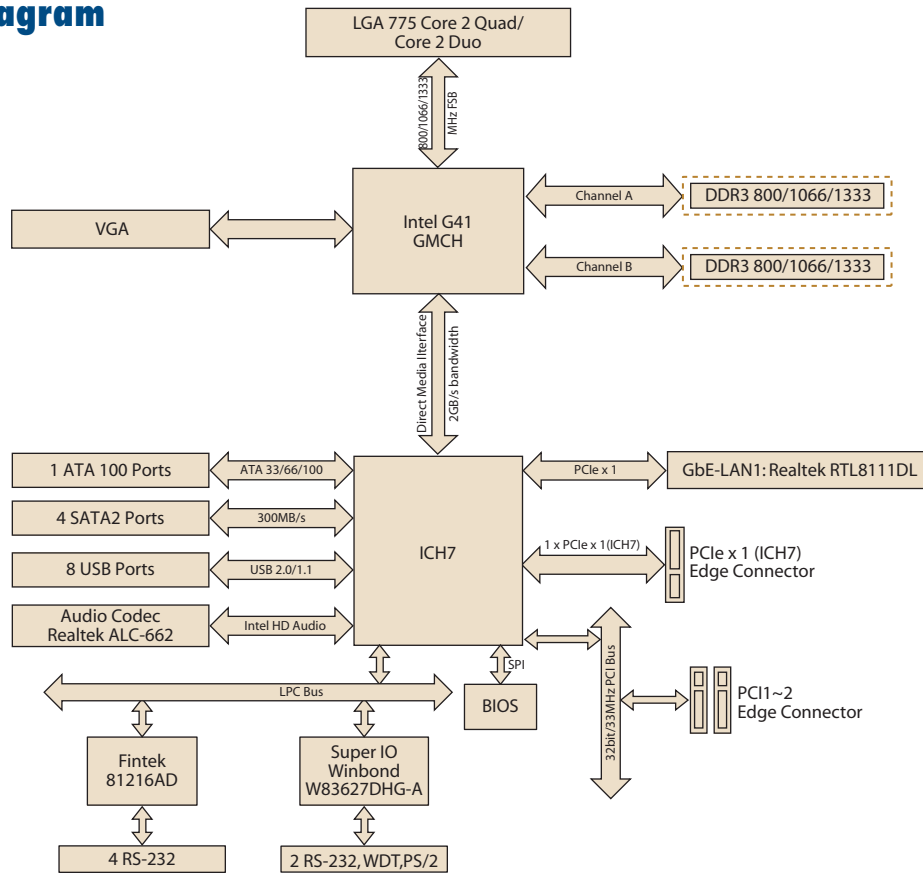 agram
LGA 775 Core 2 Quad/
Core 2 Duo
800/1066/1333
MHz FSB
Intel G41
GMCH
VGA
Channel A
DDR3 800/1066/1333
Channel B
DDR3 800/1066/1333
Direct Media IIterface
2GB/s bandwidth
1 ATA 100 Ports
ATA 33/66/100
4 SATA2 Ports
300MB/s
8 USB Ports
USB 2.0/1.1
Audio Codec
Realtek ALC-662
Intel HD Audio
ICH7
PCIe x 1
GbE-LAN1: Realtek RTL8111DL
1 x PCIe x 1(ICH7)
PCIe x 1 (ICH7)
Edge Connector
SPI
BIOS
32bit/33MHz PCI Bus
PCI1~2
Edge Connector
LPC Bus
Fintek
81216AD
Super IO
Winbond
W83627DHG-A
4 RS-232
2 RS-232, WDT,PS/2